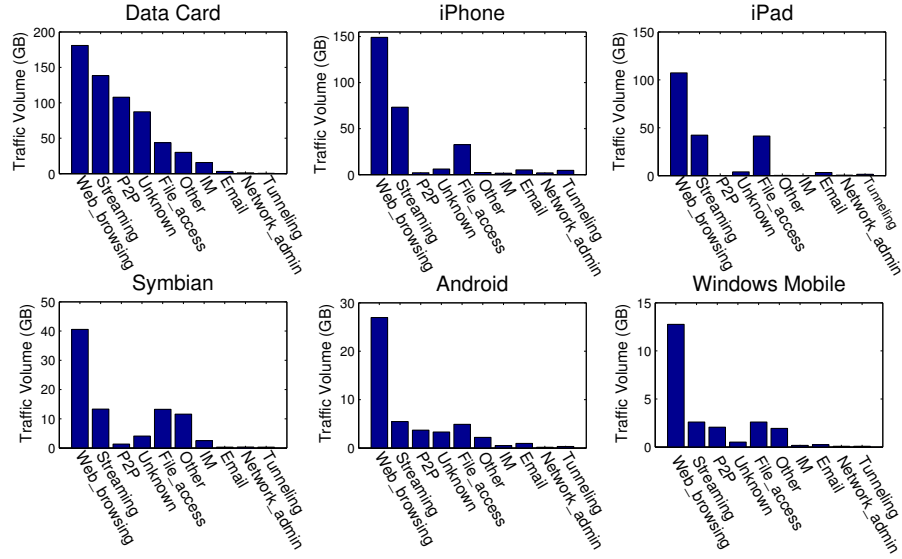 Data Card
Traffic Volume (GB)
200
150
100
50
0
Web_browsing
Streaming
P2P
Unknown
File_access
Other
IM
Email
Network_admin
Tunneling
iPhone
Traffic Volume (GB)
150
100
50
0
Web_browsing
Streaming
P2P
Unknown
File_access
Other
IM
Email
Network_admin
Tunneling
iPad
Traffic Volume (GB)
150
100
50
0
Web_browsing
Streaming
P2P
Unknown
File_access
Other
IM
Email
Network_admin
Tunneling
Symbian
Traffic Volume (GB)
50
40
30
20
10
0
Web_browsing
Streaming
P2P
Unknown
File_access
Other
IM
Email
Network_admin
Tunneling
Android
Traffic Volume (GB)
30
20
10
0
Web_browsing
Streaming
P2P
Unknown
File_access
Other
IM
Email
Network_admin
Tunneling
Windows Mobile
Traffic Volume (GB)
15
10
5
0
Web_browsing
Streaming
P2P
Unknown
File_access
Other
IM
Email
Network_admin
Tunneling